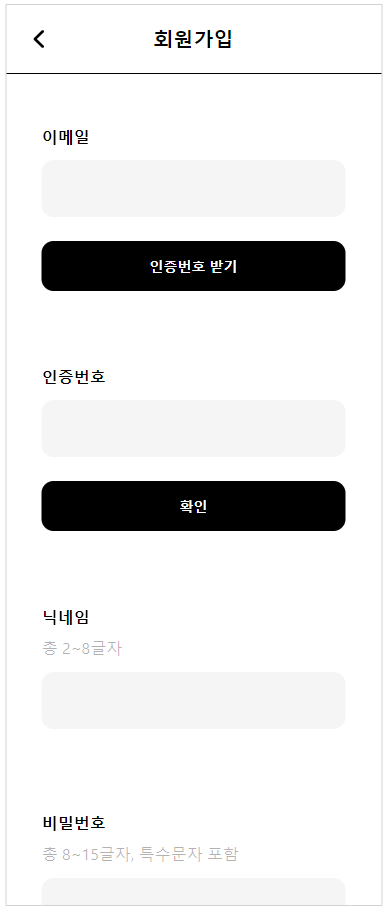 회원가입
이메일
인증번호 받기
인증번호
확인
닉네임
총 2~8글자
비밀번호
총 8~15글자, 특수문자 포함